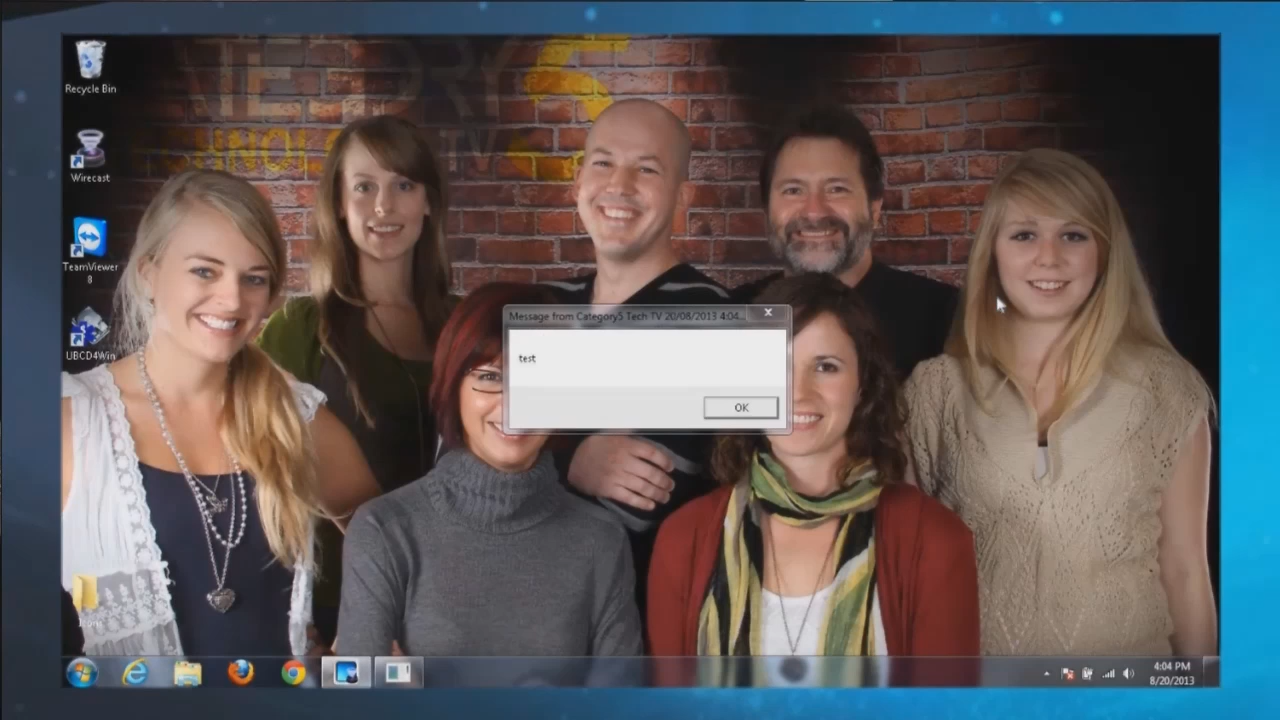 Recycle Bin
Wirecast
TeamViewer
8
UBCD4Win
Message from Category5 Tech TV 20/08/2013 4:04...
test
OK
4:04 PM
8/20/2013